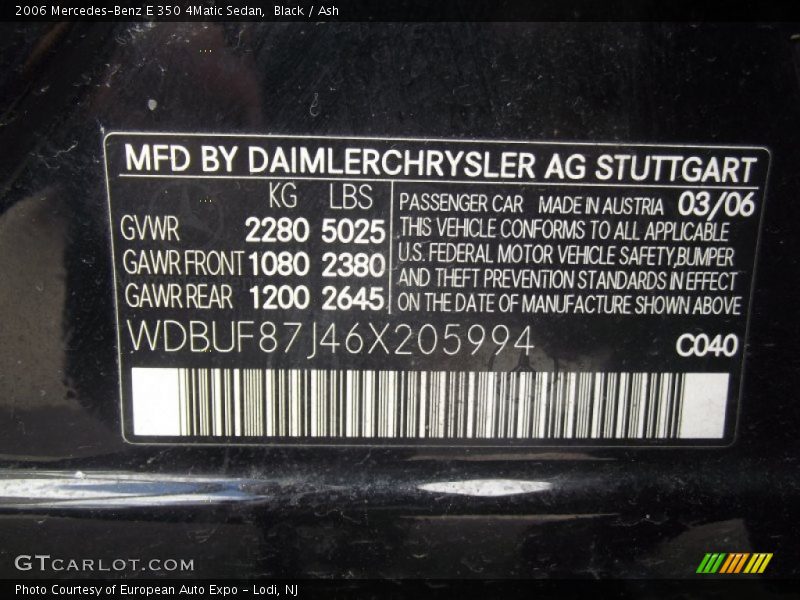 2006 Mercedes-Benz E 350 4Matic Sedan,  Black / Ash
MFD BY DAIMLERCHRYSLER AG STUTTGART
KG LBS
GVWR 2280 5025
GAWR FRONT 1080 2380
GAWR REAR 1200 2645
PASSENGER CAR MADE IN AUSTRIA 03/06
THIS VEHICLE CONFORMS TO ALL APPLICABLE
U.S. FEDERAL MOTOR VEHICLE SAFETY,BUMPER
AND THEFT PREVENTION STANDARDS IN EFFECT
ON THE DATE OF MANUFACTURE SHOWN ABOVE
WDBUF87J46X205994 C040
GTCARLOT.COM
Photo Courtesy of European Auto Expo - Lodi, NJ